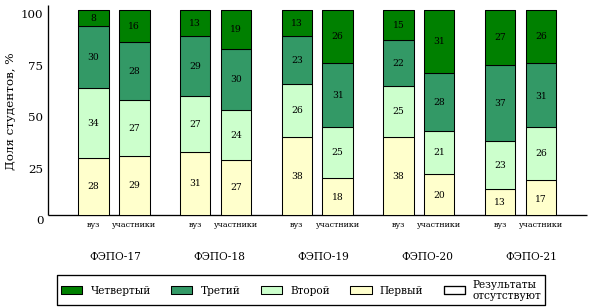 Доля студентов, %
100
75
50
25
0
8 16 13 19 13 26 15 31 27 26
30 28 29 30 23 31 22 28 37 31
34 27 27 24 26 25 25 21 23 26
28 29 31 27 38 18 38 20 13 17
вуз участники вуз участники вуз участники вуз участники вуз участники
ФЭПО-17 ФЭПО-18 ФЭПО-19 ФЭПО-20 ФЭПО-21
Четвертый Третий Второй Первый Результаты
отсутствуют